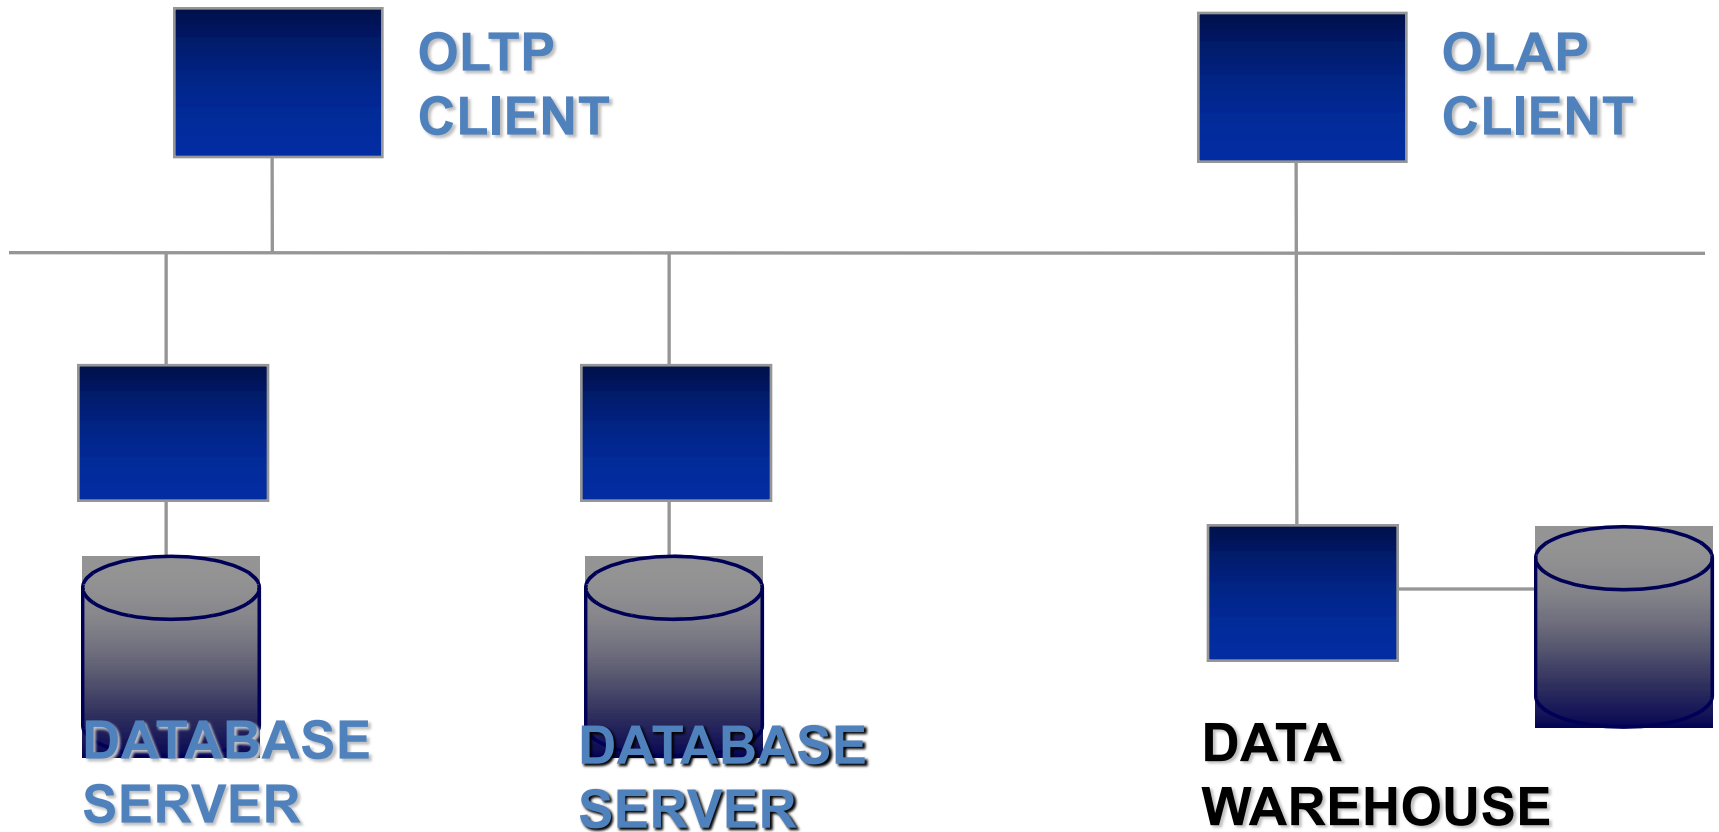 OLTP
CLIENT
OLAP
CLIENT
DATABASE
SERVER
DATABASE
SERVER
DATA
WAREHOUSE